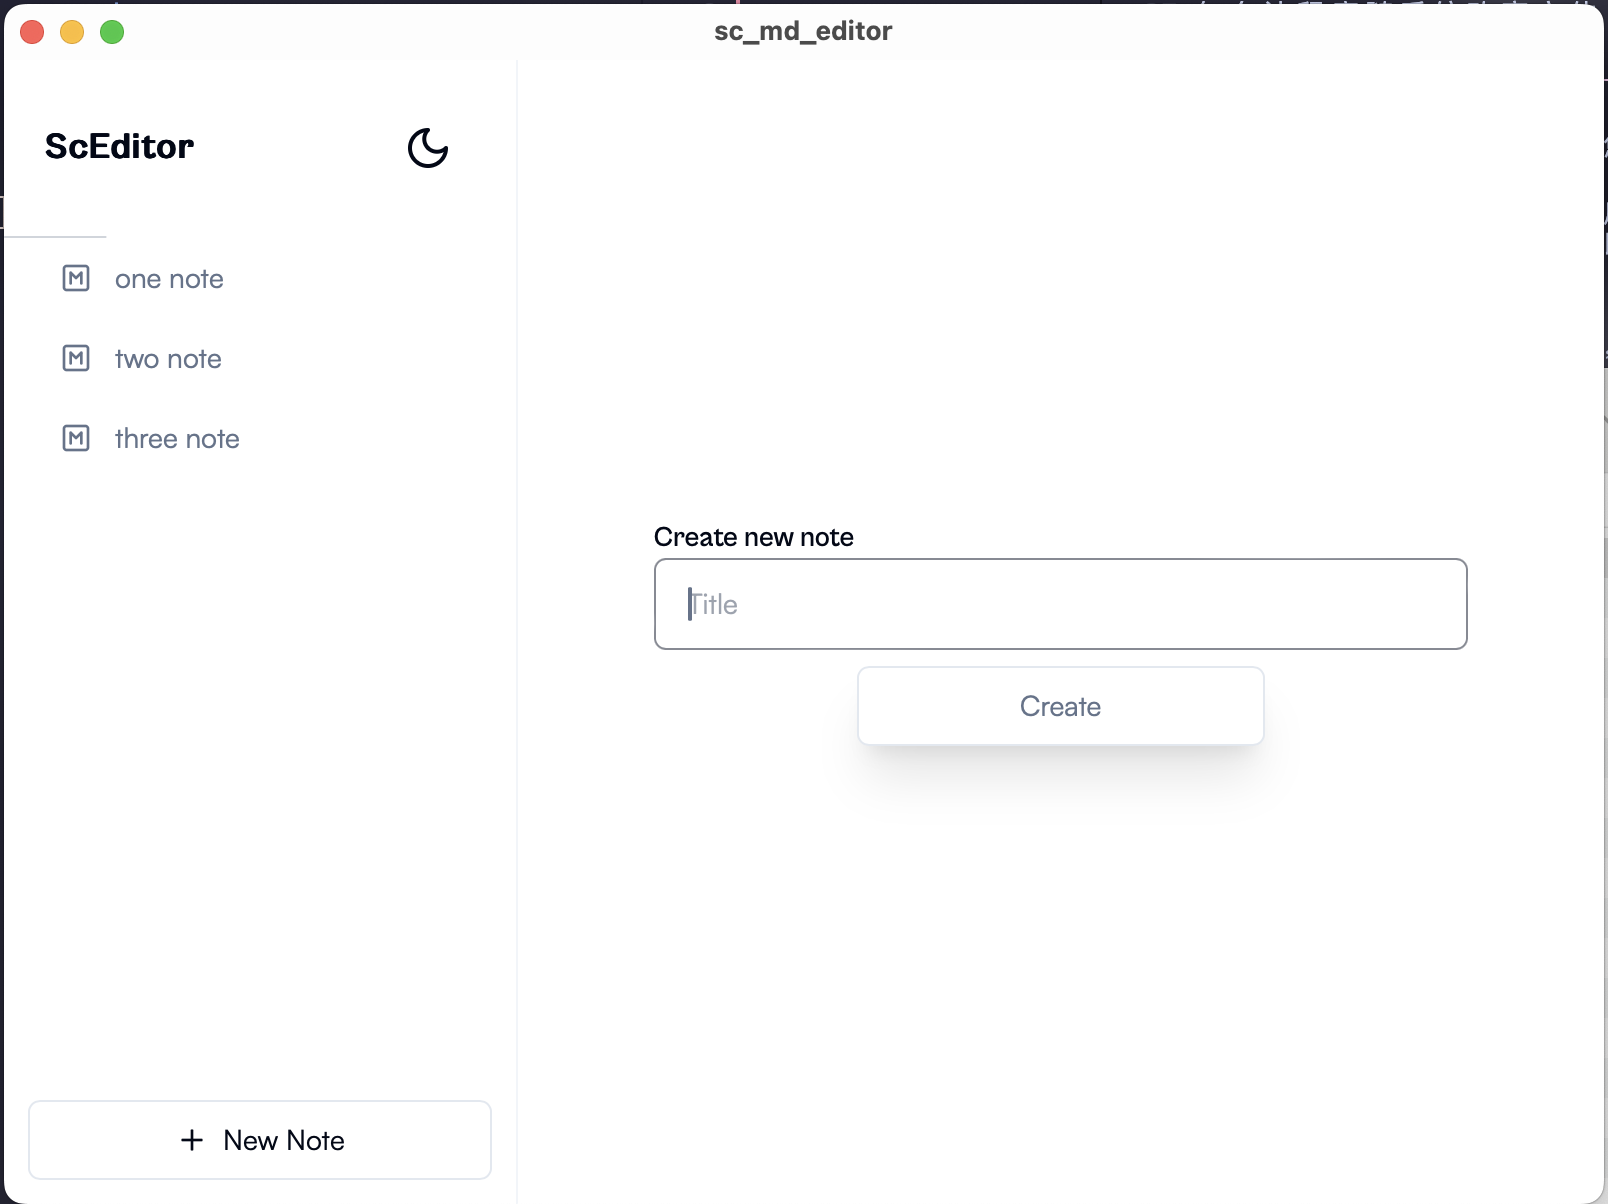 sc_md_editor
ScEditor
one note
two note
three note
Create new note
Title
Create
New Note